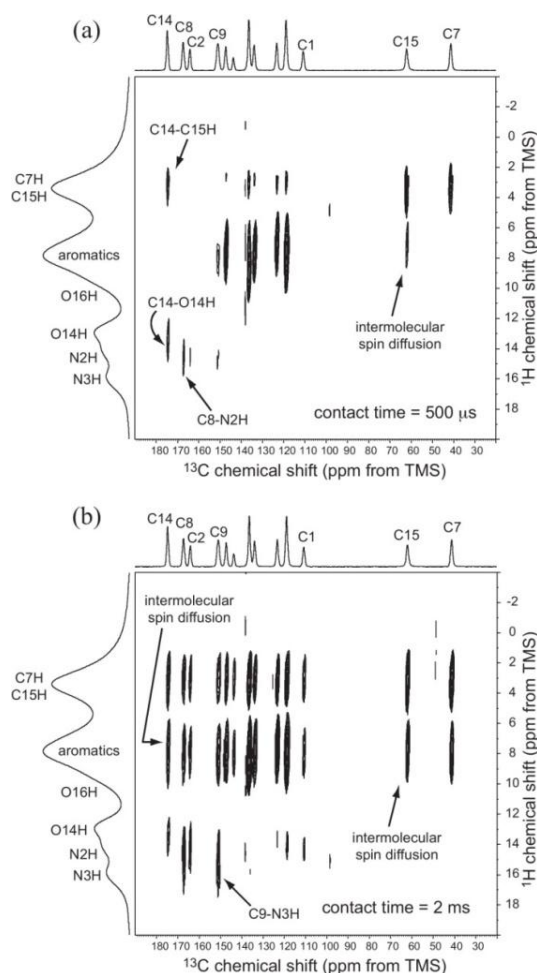 (a)
C14 C8 C2 C9 C1 C15 C7
C14-C15H
C7H
C15H
aromatics
O16H
C14-O14H
O14H
N2H
N3H
C8-N2H
intermolecular
spin diffusion
contact time = 500 μs
-2
0
2
4
6
8
10
12
14
16
18
¹H chemical shift (ppm from TMS)
180 170 160 150 140 130 120 110 100 90 80 70 60 50 40 30
¹³C chemical shift (ppm from TMS)
(b)
C14 C8 C2 C9 C1 C15 C7
intermolecular
spin diffusion
C7H
C15H
aromatics
O16H
O14H
N2H
N3H
C9-N3H
intermolecular
spin diffusion
contact time = 2 ms
-2
0
2
4
6
8
10
12
14
16
18
¹H chemical shift (ppm from TMS)
180 170 160 150 140 130 120 110 100 90 80 70 60 50 40 30
¹³C chemical shift (ppm from TMS)